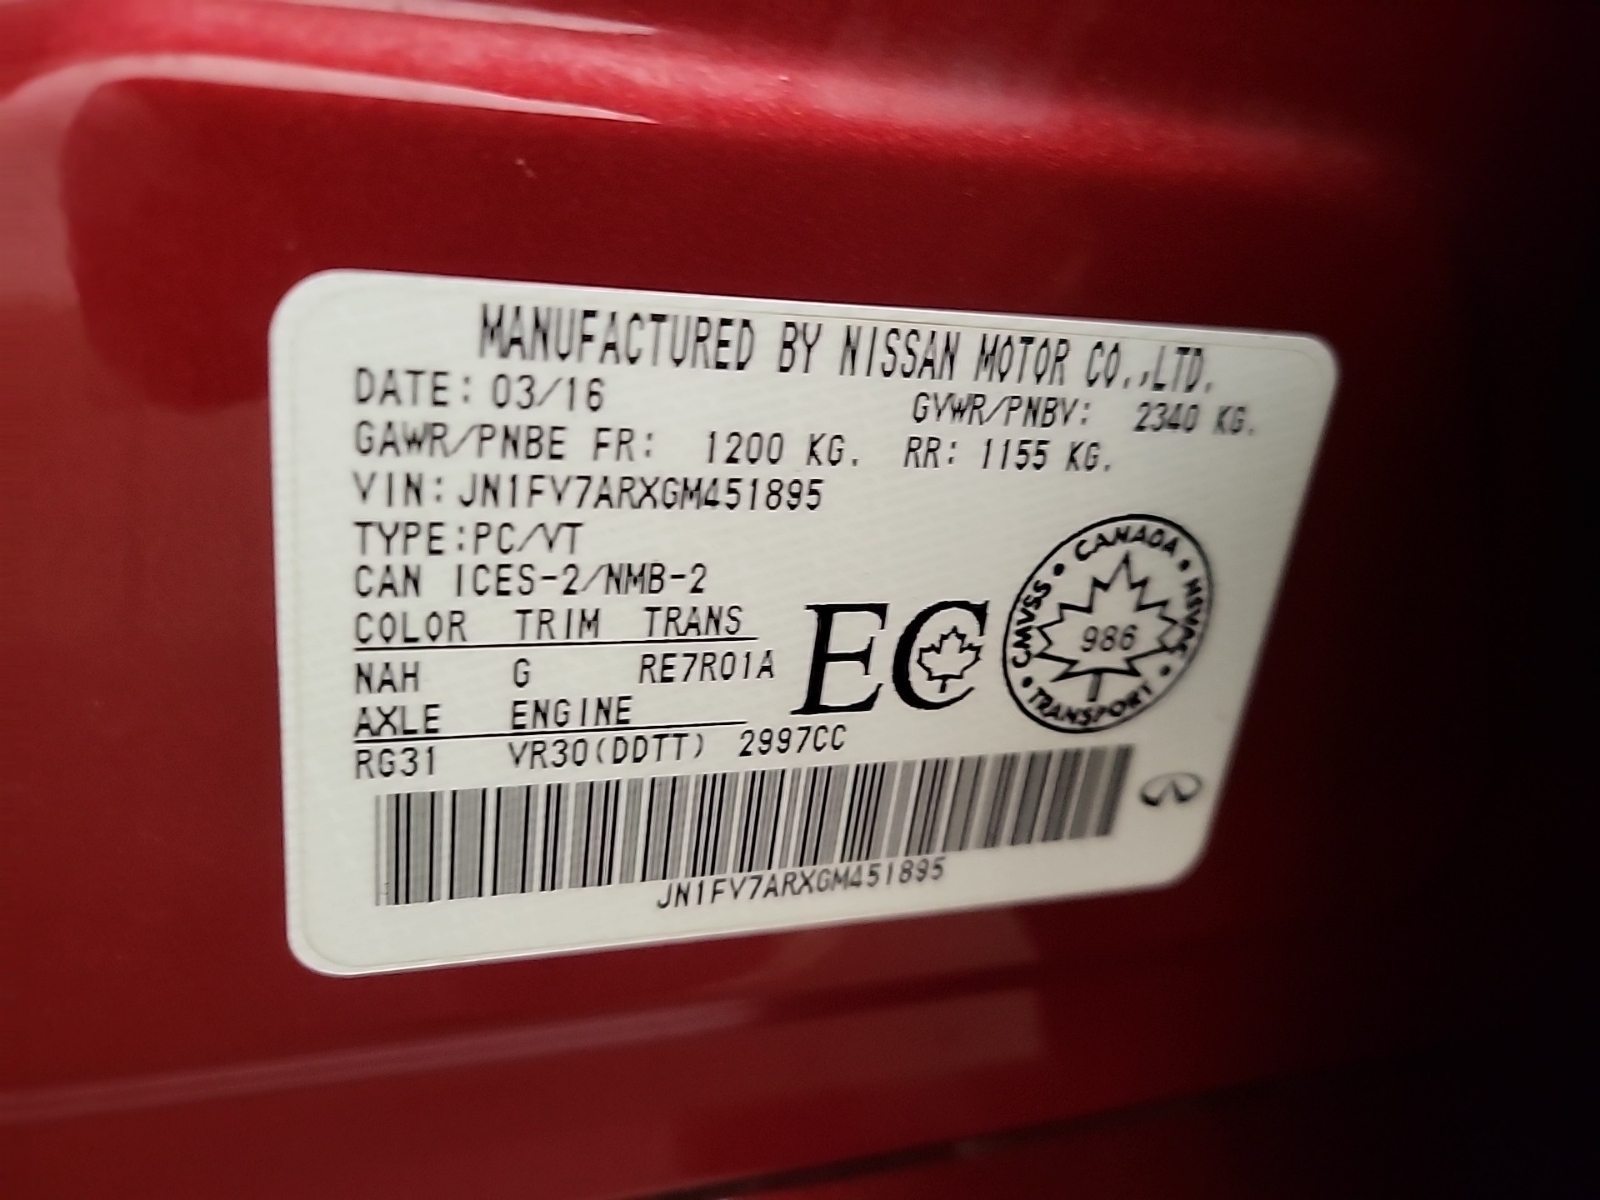 MANUFACTURED BY NISSAN MOTOR CO.,LTD.
DATE: 03/16 GVWR/PNBV: 2340 KG.
GAWR/PNBE FR: 1200 KG. RR: 1155 KG.
VIN: JN1FV7ARXGM451895
TYPE:PC/VT
CAN ICES-2/NMB-2
COLOR TRIM TRANS
NAH G RE7R01A
AXLE ENGINE
RG31 VR30(DDTT) 2997CC
EC
CANADA • NSVAC • TRANSPORT • CMVSS •
986
JN1FV7ARXGM451895